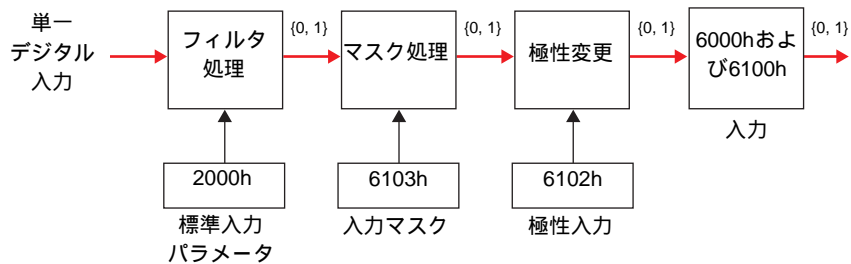 単一
デジタル
入力
フィルタ
処理
{0, 1}
マスク処理
{0, 1}
極性変更
{0, 1}
6000hおよ
び6100h
{0, 1}
入力
2000h
6103h
6102h
標準入力
パラメータ
入力マスク
極性入力